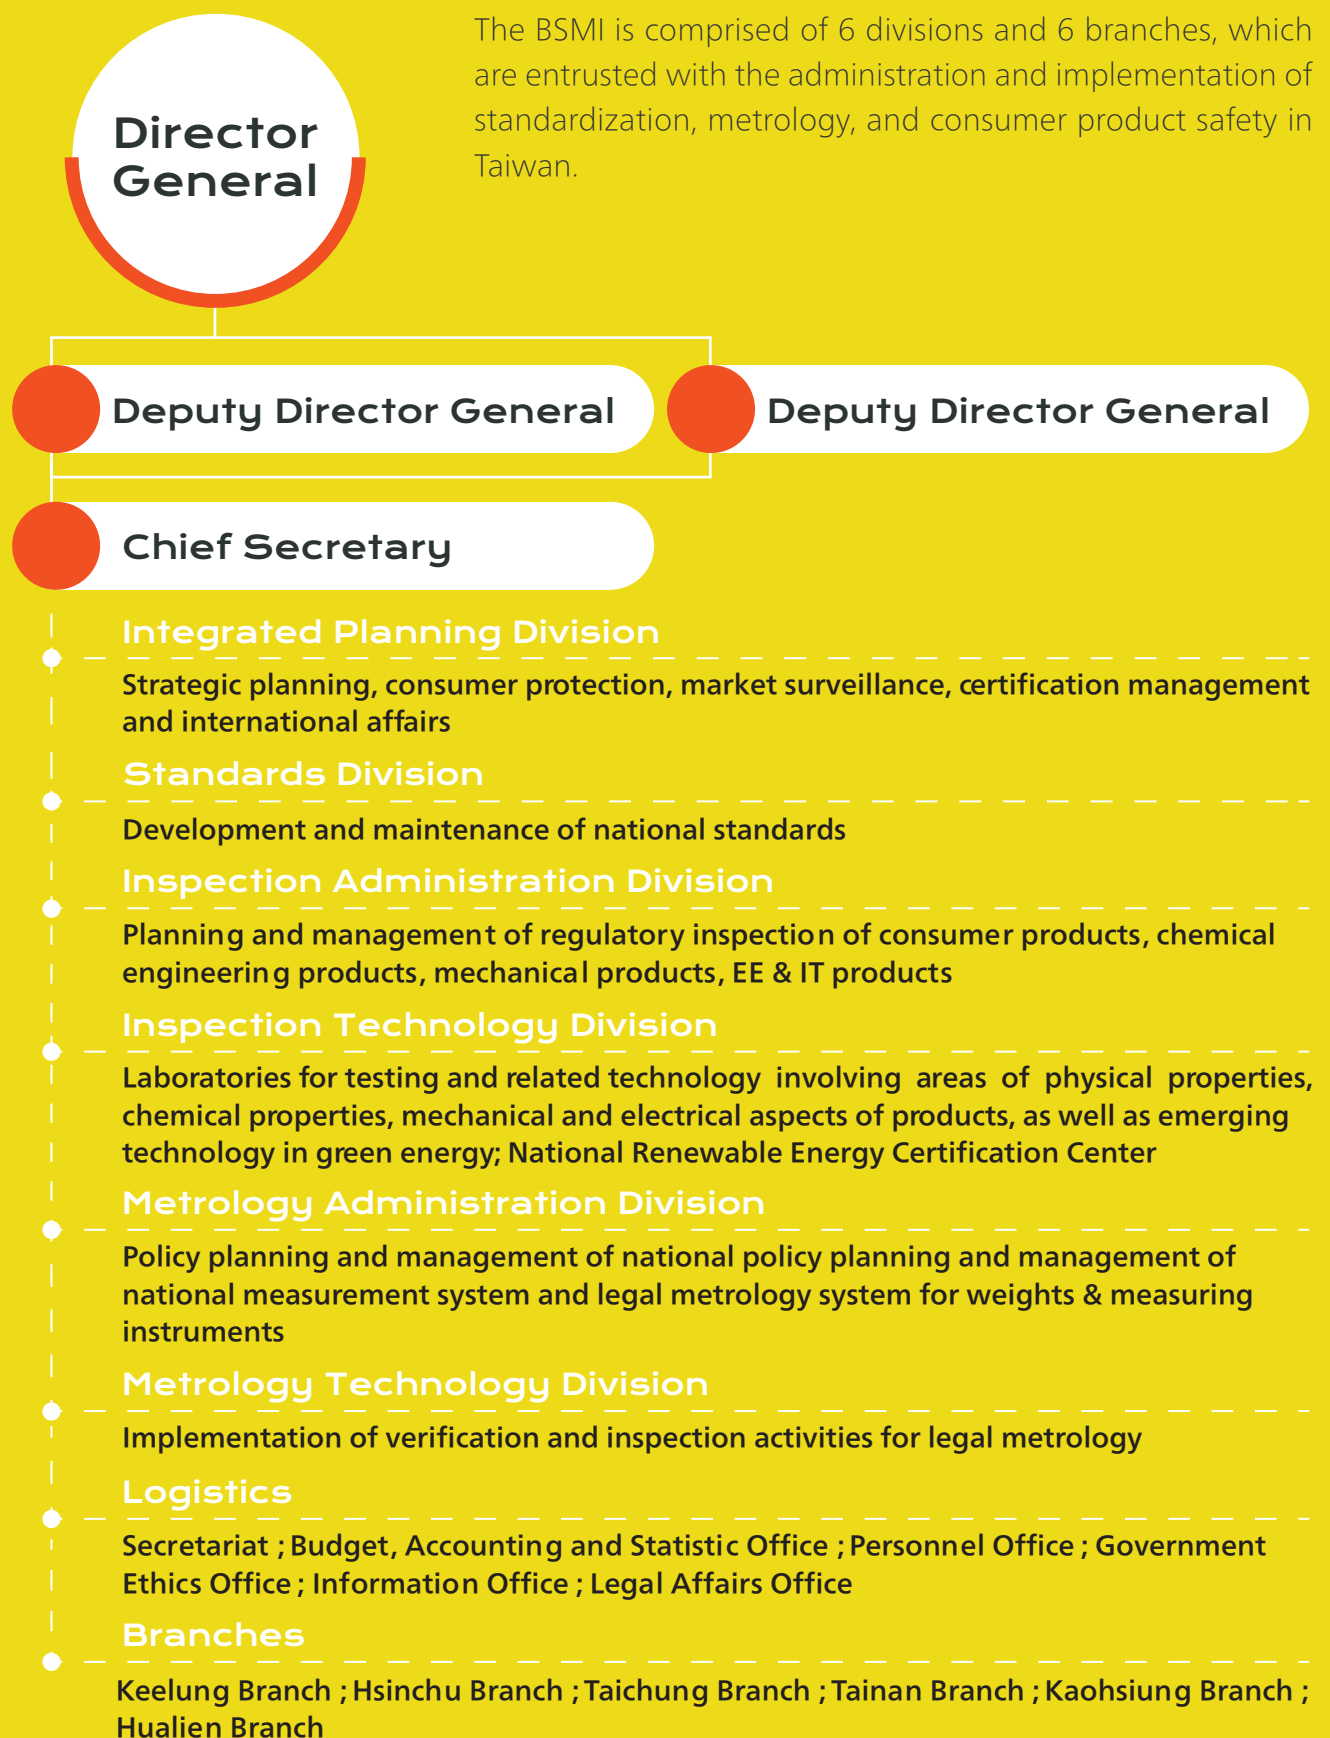 The BSMI is comprised of 6 divisions and 6 branches, which
are entrusted with the administration and implementation of
standardization, metrology, and consumer product safety in
Taiwan.
Director
General
Deputy Director General
Deputy Director General
Chief Secretary
Integrated Planning Division
Strategic planning, consumer protection, market surveillance, certification management
and international affairs
Standards Division
Development and maintenance of national standards
Inspection Administration Division
Planning and management of regulatory inspection of consumer products, chemical
engineering products, mechanical products, EE & IT products
Inspection Technology Division
Laboratories for testing and related technology involving areas of physical properties,
chemical properties, mechanical and electrical aspects of products, as well as emerging
technology in green energy; National Renewable Energy Certification Center
Metrology Administration Division
Policy planning and management of national policy planning and management of
national measurement system and legal metrology system for weights & measuring
instruments
Metrology Technology Division
Implementation of verification and inspection activities for legal metrology
Logistics
Secretariat ; Budget, Accounting and Statistic Office ; Personnel Office ; Government
Ethics Office ; Information Office ; Legal Affairs Office
Branches
Keelung Branch ; Hsinchu Branch ; Taichung Branch ; Tainan Branch ; Kaohsiung Branch ;
Hualien Branch